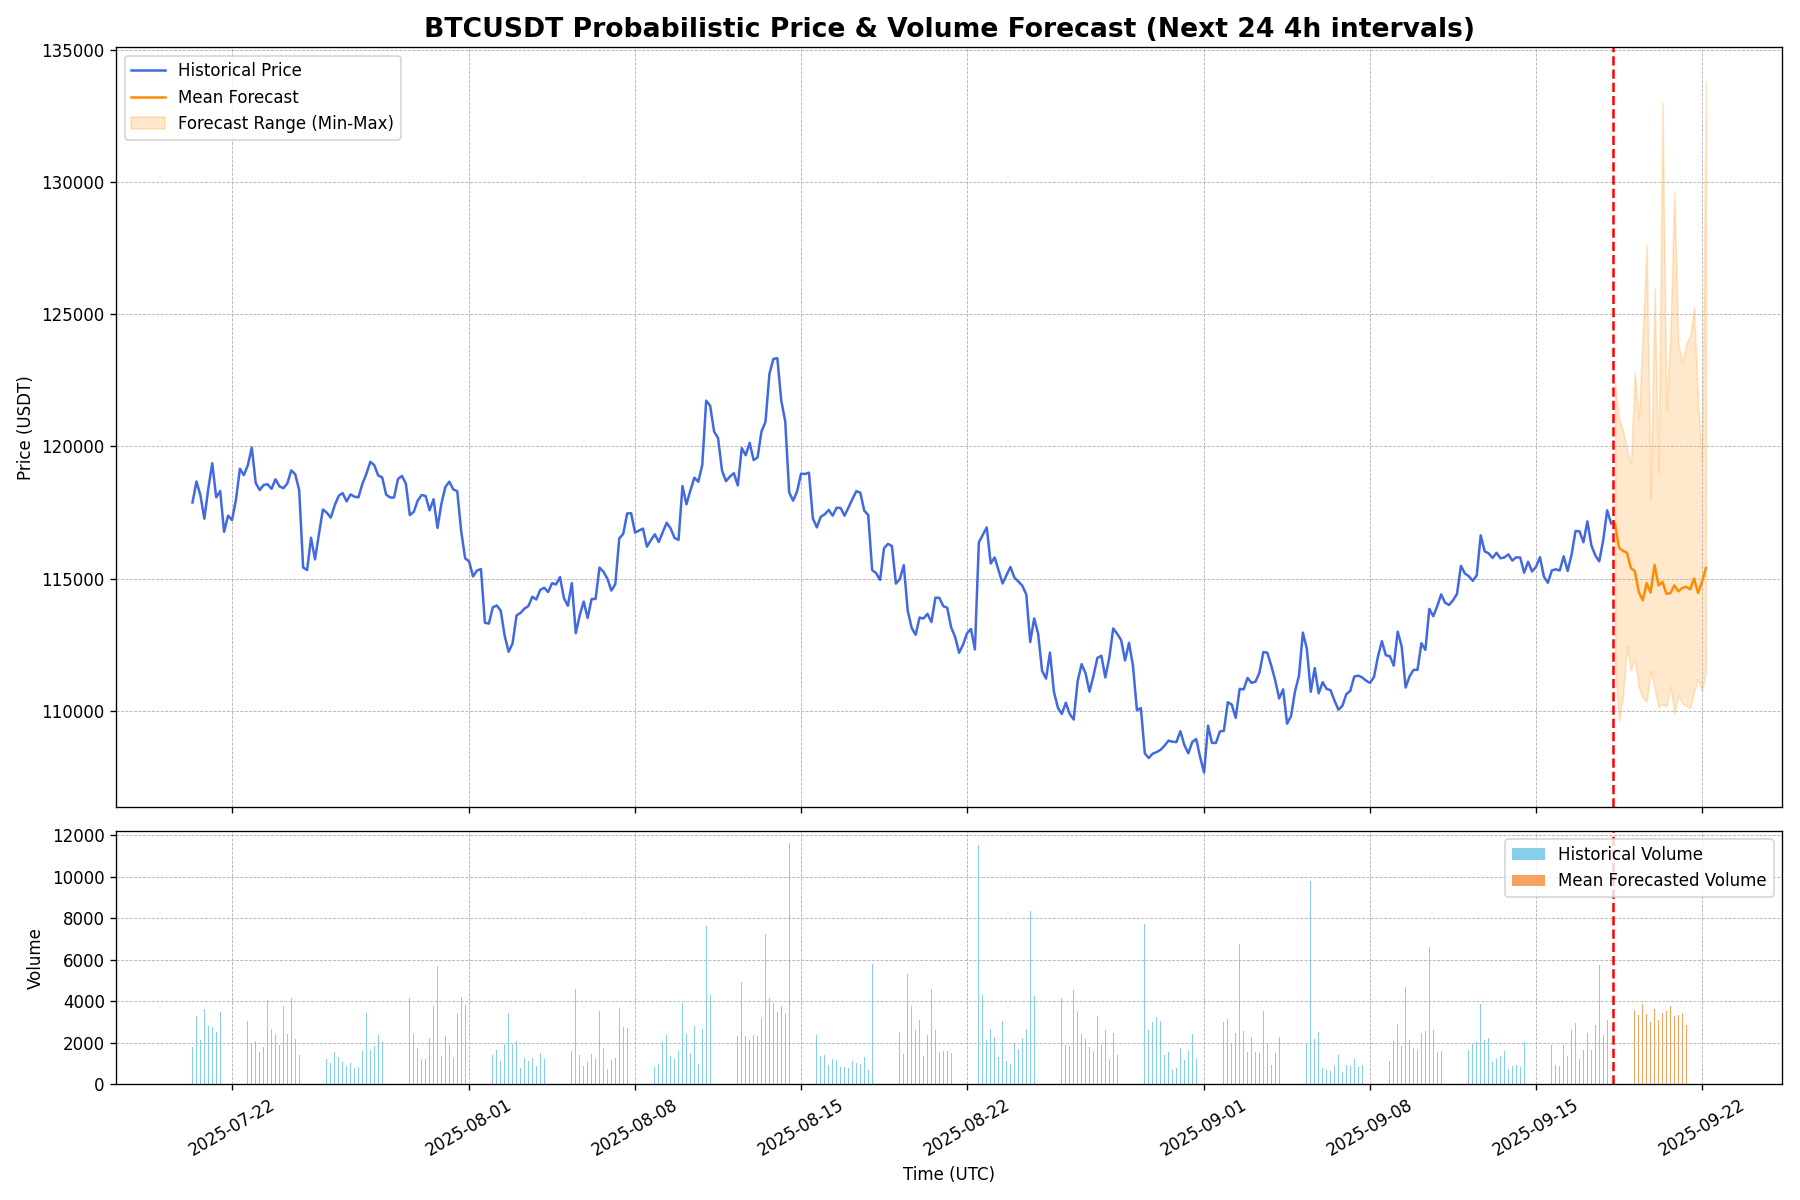 BTCUSDT Probabilistic Price & Volume Forecast (Next 24 4h intervals)
Historical Price
Mean Forecast
Forecast Range (Min-Max)
135000
130000
125000
120000
115000
110000
Price (USDT)
Historical Volume
Mean Forecasted Volume
12000
10000
8000
6000
4000
2000
0
Volume
2025-07-22
2025-08-01
2025-08-08
2025-08-15
2025-08-22
2025-09-01
2025-09-08
2025-09-15
2025-09-22
Time (UTC)